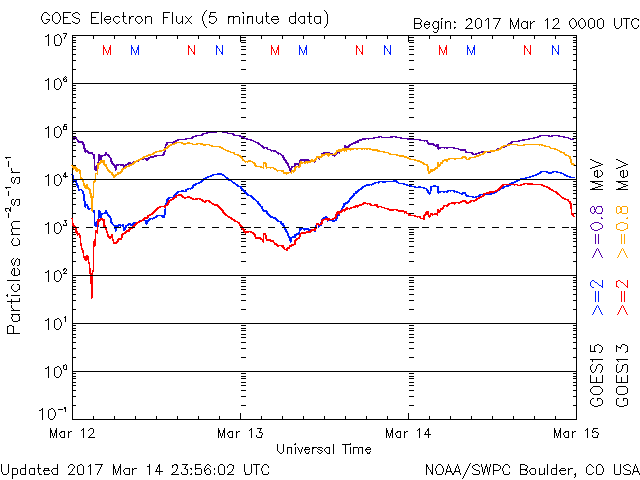 GOES Electron Flux (5 minute data)
Begin: 2017 Mar 12 0000 UTC
10⁷
M M N N M M N N M M N N
10⁶
10⁵
10⁴
10³
10²
10¹
10⁰
10⁻¹
Particles cm⁻²s⁻¹sr⁻¹
Mar 12 Mar 13 Mar 14 Mar 15
Universal Time
GOES15 >=2 >=0.8 MeV
GOES13 >=2 >=0.8 MeV
Updated 2017 Mar 14 23:56:02 UTC
NOAA/SWPC Boulder, CO USA